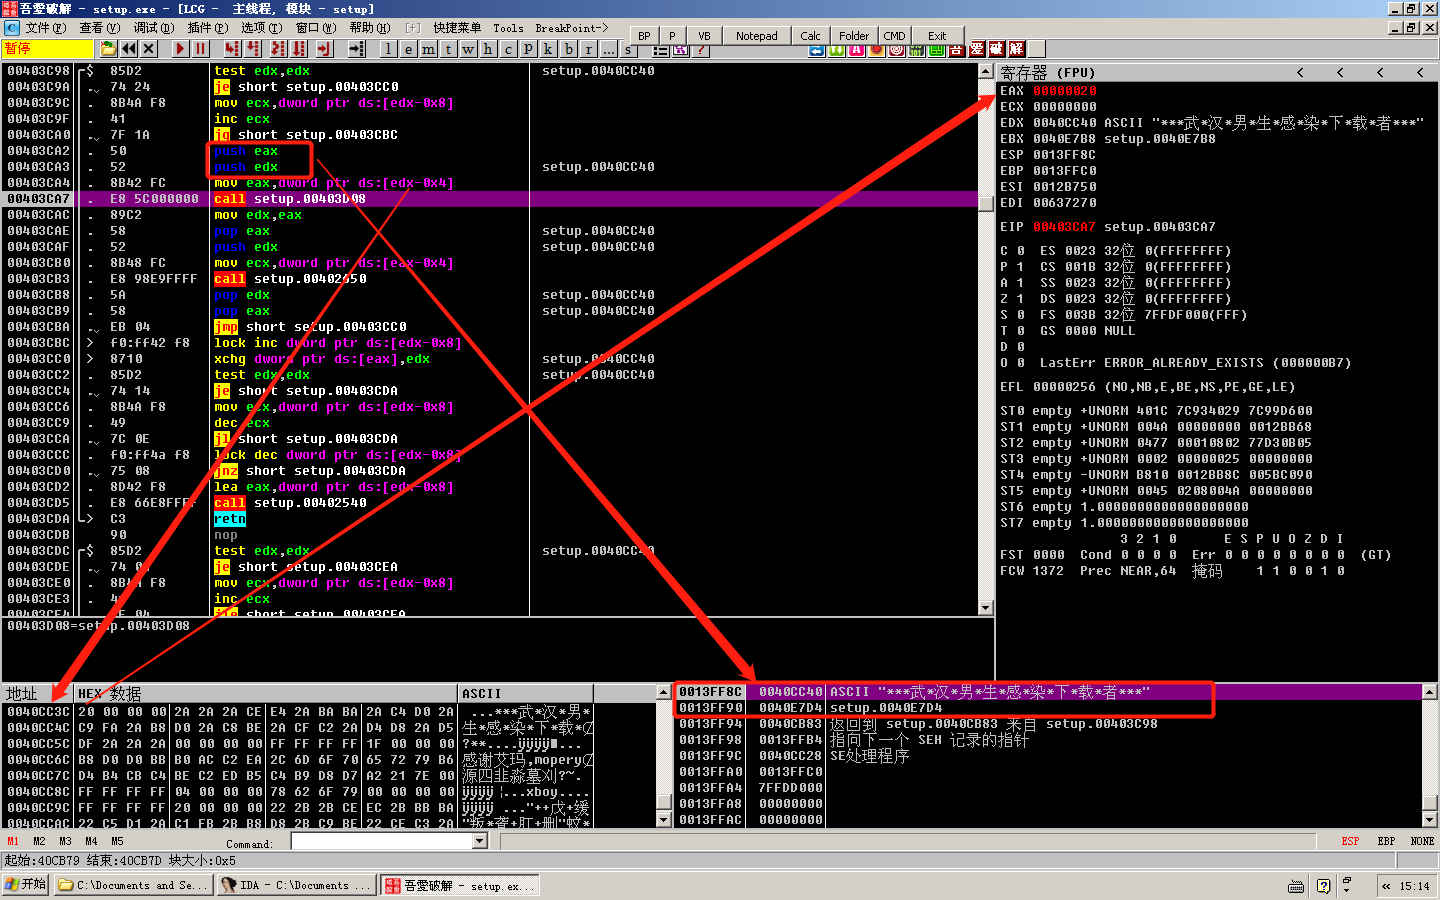 吾爱破解 - setup.exe - [LCG - 主线程, 模块 - setup]
文件(F) 查看(V) 调试(D) 插件(P) 选项(T) 窗口(W) 帮助(H) [+] 快捷菜单 Tools BreakPoint->
BP P VB Notepad Calc Folder CMD Exit
暂停
l e m t w h c p k b r ... s
吾 爱 破 解
00403C98 $ 85D2 test edx,edx setup.0040CC40
00403C9A . 74 24 je short setup.00403CC0
00403C9C . 8B4A F8 mov ecx,dword ptr ds:[edx-0x8]
00403C9F . 41 inc ecx
00403CA0 . 7F 1A jg short setup.00403CBC
00403CA2 . 50 push eax
00403CA3 . 52 push edx setup.0040CC40
00403CA4 . 8B42 FC mov eax,dword ptr ds:[edx-0x4]
00403CA7 . E8 5C000000 call setup.00403D08
00403CAC . 89C2 mov edx,eax
00403CAE . 58 pop eax setup.0040CC40
00403CAF . 52 push edx setup.0040CC40
00403CB0 . 8B48 FC mov ecx,dword ptr ds:[eax-0x4]
00403CB3 . E8 98E9FFFF call setup.00402650
00403CB8 . 5A pop edx setup.0040CC40
00403CB9 . 58 pop eax setup.0040CC40
00403CBA . EB 04 jmp short setup.00403CC0
00403CBC > f0:ff42 f8 lock inc dword ptr ds:[edx-0x8]
00403CC0 > 8710 xchg dword ptr ds:[eax],edx setup.0040CC40
00403CC2 . 85D2 test edx,edx setup.0040CC40
00403CC4 . 74 14 je short setup.00403CDA
00403CC6 . 8B4A F8 mov ecx,dword ptr ds:[edx-0x8]
00403CC9 . 49 dec ecx
00403CCA . 7C 0E jl short setup.00403CDA
00403CCC . f0:ff4a f8 lock dec dword ptr ds:[edx-0x8]
00403CD0 . 75 08 jnz short setup.00403CDA
00403CD2 . 8D42 F8 lea eax,dword ptr ds:[edx-0x8]
00403CD5 . E8 66E8FFFF call setup.00402540
00403CDA > C3 retn
00403CDB 90 nop
00403CDC $ 85D2 test edx,edx setup.0040CC40
00403CDE . 74 0A je short setup.00403CEA
00403CE0 . 8B4A F8 mov ecx,dword ptr ds:[edx-0x8]
00403CE3 . 41 inc ecx
00403D08=setup.00403D08
寄存器 (FPU) < < < <
EAX 00000020
ECX 00000000
EDX 0040CC40 ASCII "***武*汉*男*生*感*染*下*载*者***"
EBX 0040E7B8 setup.0040E7B8
ESP 0013FF8C
EBP 0013FFC0
ESI 0012B750
EDI 00637270
EIP 00403CA7 setup.00403CA7
C 0 ES 0023 32位 0(FFFFFFFF)
P 1 CS 001B 32位 0(FFFFFFFF)
A 1 SS 0023 32位 0(FFFFFFFF)
Z 1 DS 0023 32位 0(FFFFFFFF)
S 0 FS 003B 32位 7FFDF000(FFF)
T 0 GS 0000 NULL
D 0
O 0 LastErr ERROR_ALREADY_EXISTS (000000B7)
EFL 00000256 (NO,NB,E,BE,NS,PE,GE,LE)
ST0 empty +UNORM 401C 7C934029 7C99D600
ST1 empty +UNORM 004A 00000000 0012BB68
ST2 empty +UNORM 0477 00010802 77D30B05
ST3 empty +UNORM 0002 00000025 00000000
ST4 empty -UNORM B810 0012BB8C 005BC090
ST5 empty +UNORM 0045 0208004A 00000000
ST6 empty 1.0000000000000000000
ST7 empty 1.0000000000000000000
3 2 1 0 E S P U O Z D I
FST 0000 Cond 0 0 0 0 Err 0 0 0 0 0 0 0 0 (GT)
FCW 1372 Prec NEAR,64 掩码 1 1 0 0 1 0
地址 HEX 数据 ASCII
0040CC3C 20 00 00 00 2A 2A 2A CE E4 2A BA BA 2A C4 D0 2A ...***武*汉*男*
0040CC4C C9 FA 2A B8 D0 2A C8 BE 2A CF C2 2A D4 D8 2A D5 生*感*染*下*载*
0040CC5C DF 2A 2A 2A 00 00 00 00 FF FF FF FF 1F 00 00 00
0040CC6C B8 D0 D0 BB B0 AC C2 EA 2C 6D 6F 70 65 72 79 B6 感谢艾玛,mopery
0040CC7C D4 B4 CB C4 BE C2 ED B5 C4 B9 D8 D7 A2 21 7E 00
0040CC8C FF FF FF FF 04 00 00 00 78 62 6F 79 00 00 00 00 ÿÿÿÿ ¦...xboy....
0040CC9C FF FF FF FF 20 00 00 00 22 2B 2B CE EC 2B BB BA ÿÿÿÿ ..."++戊+缓
0040CCAC 22 C5 D1 2A C1 FB 2B B8 D8 2B C9 BE 22 CE C3 2A
0013FF8C 0040CC40 ASCII "***武*汉*男*生*感*染*下*载*者***"
0013FF90 0040E7D4 setup.0040E7D4
0013FF94 0040CB83 返回到 setup.0040CB83 来自 setup.00403C98
0013FF98 0013FFB4 指向下一个 SEH 记录的指针
0013FF9C 0040CC28 SE处理程序
0013FFA0 0013FFC0
0013FFA4 7FFDD000
0013FFA8 00000000
0013FFAC 00000000
M1 M2 M3 M4 M5 Command: ESP EBP NONE
起始:40CB79 结束:40CB7D 块大小:0x5
开始 C:\Documents and Se... IDA - C:\Documents ... 吾愛破解 - setup.ex... « 15:14